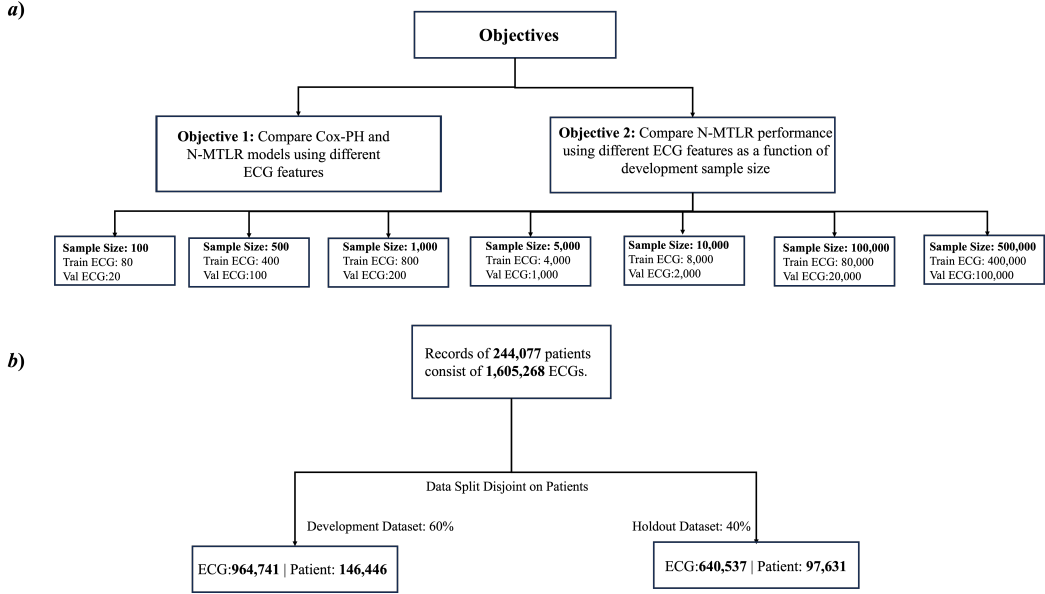 a)
Objectives
Objective 1: Compare Cox-PH and
N-MTLR models using different
ECG features
Objective 2: Compare N-MTLR performance
using different ECG features as a function of
development sample size
Sample Size: 100
Train ECG: 80
Val ECG:20
Sample Size: 500
Train ECG: 400
Val ECG:100
Sample Size: 1,000
Train ECG: 800
Val ECG:200
Sample Size: 5,000
Train ECG: 4,000
Val ECG:1,000
Sample Size: 10,000
Train ECG: 8,000
Val ECG:2,000
Sample Size: 100,000
Train ECG: 80,000
Val ECG:20,000
Sample Size: 500,000
Train ECG: 400,000
Val ECG:100,000
b)
Records of 244,077 patients
consist of 1,605,268 ECGs.
Data Split Disjoint on Patients
Development Dataset: 60%
Holdout Dataset: 40%
ECG:964,741 | Patient: 146,446
ECG:640,537 | Patient: 97,631